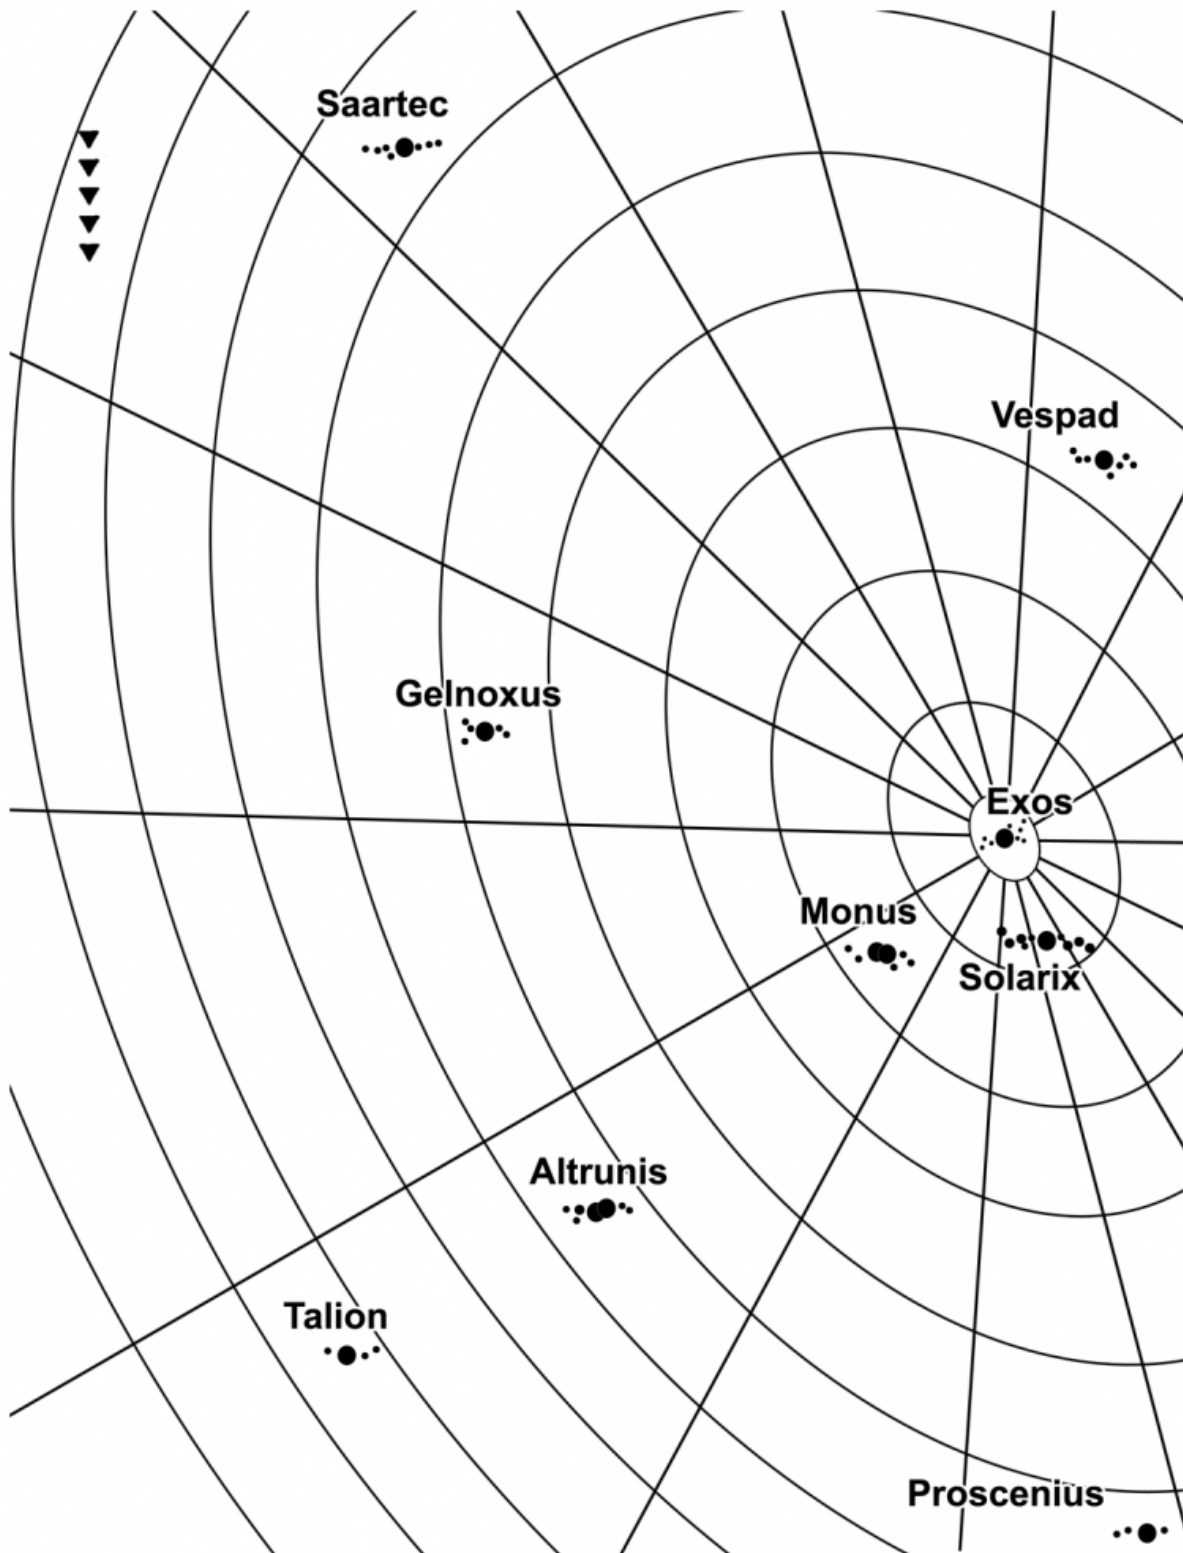 Saartec
Vespad
Gelnoxus
Exos
Monus
Solarix
Altrunis
Talion
Proscenius